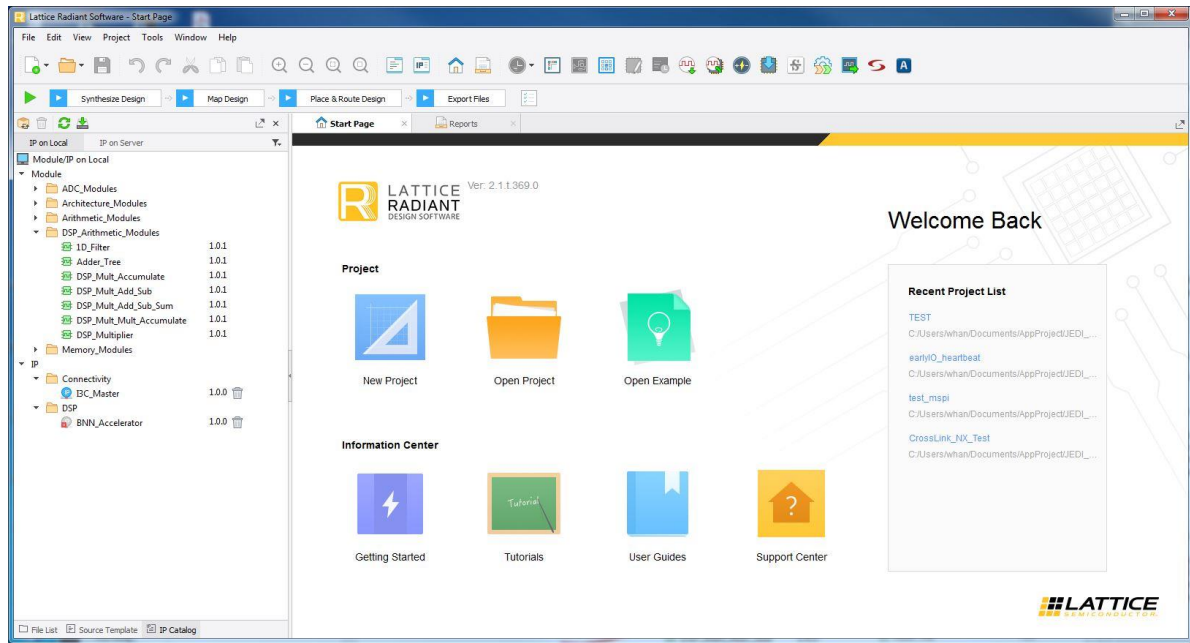 Lattice Radiant Software - Start Page
File Edit View Project Tools Window Help
Synthesize Design Map Design Place & Route Design Export Files
Start Page Reports
IP on Local IP on Server
Module/IP on Local
Module
ADC_Modules
Architecture_Modules
Arithmetic_Modules
DSP_Arithmetic_Modules
1D_Filter 1.0.1
Adder_Tree 1.0.1
DSP_Mult_Accumulate 1.0.1
DSP_Mult_Add_Sub 1.0.1
DSP_Mult_Add_Sub_Sum 1.0.1
DSP_Mult_Mult_Accumulate 1.0.1
DSP_Multiplier 1.0.1
Memory_Modules
IP
Connectivity
I3C_Master 1.0.0
DSP
BNN_Accelerator 1.0.0
File List Source Template IP Catalog
LATTICE
RADIANT
DESIGN SOFTWARE
Ver: 2.1.1.369.0
Project
New Project Open Project Open Example
Information Center
Tutorial
Getting Started Tutorials User Guides Support Center
Welcome Back
Recent Project List
TEST
C:/Users/whan/Documents/AppProject/JEDI_...
earlyIO_heartbeat
C:/Users/whan/Documents/AppProject/JEDI_...
test_mspi
C:/Users/whan/Documents/AppProject/JEDI_...
CrossLink_NX_Test
C:/Users/whan/Documents/AppProject/JEDI_...
LATTICE
SEMICONDUCTOR.